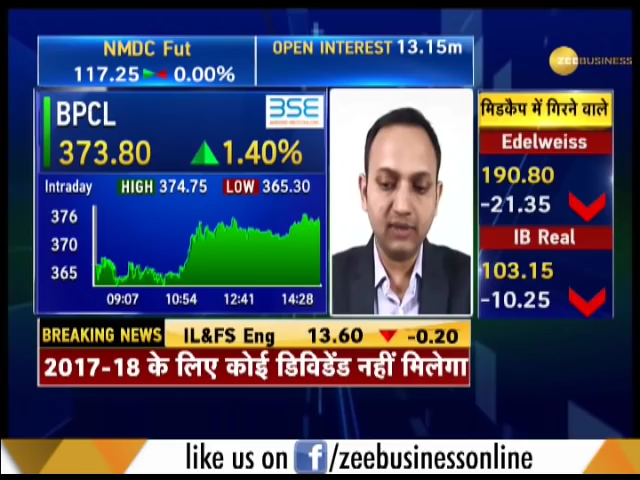 NMDC Fut
117.25 0.00%
OPEN INTEREST 13.15m
ZEEBUSINESS
BPCL
BSE
373.80 1.40%
Intraday HIGH 374.75 LOW 365.30
376
370
365
09:07 10:54 12:41 14:28
मिडकैप में गिरने वाले
Edelweiss
190.80
-21.35
IB Real
103.15
-10.25
BREAKING NEWS IL&FS Eng 13.60 -0.20
2017-18 के लिए कोई डिविडेंड नहीं मिलेगा
like us on f/zeebusinessonline